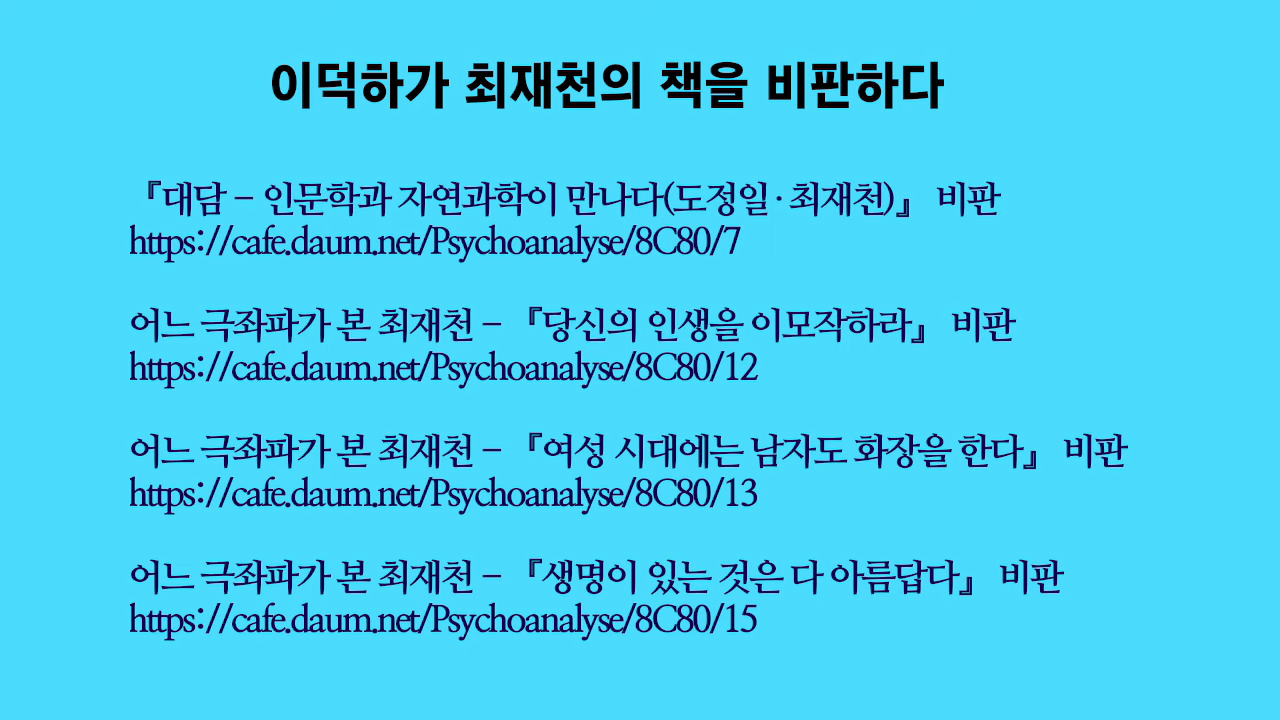 이덕하가 최재천의 책을 비판하다
『대담 – 인문학과 자연과학이 만나다(도정일·최재천)』 비판
https://cafe.daum.net/Psychoanalyse/8C80/7
어느 극좌파가 본 최재천 – 『당신의 인생을 이모작하라』 비판
https://cafe.daum.net/Psychoanalyse/8C80/12
어느 극좌파가 본 최재천 – 『여성 시대에는 남자도 화장을 한다』 비판
https://cafe.daum.net/Psychoanalyse/8C80/13
어느 극좌파가 본 최재천 – 『생명이 있는 것은 다 아름답다』 비판
https://cafe.daum.net/Psychoanalyse/8C80/15